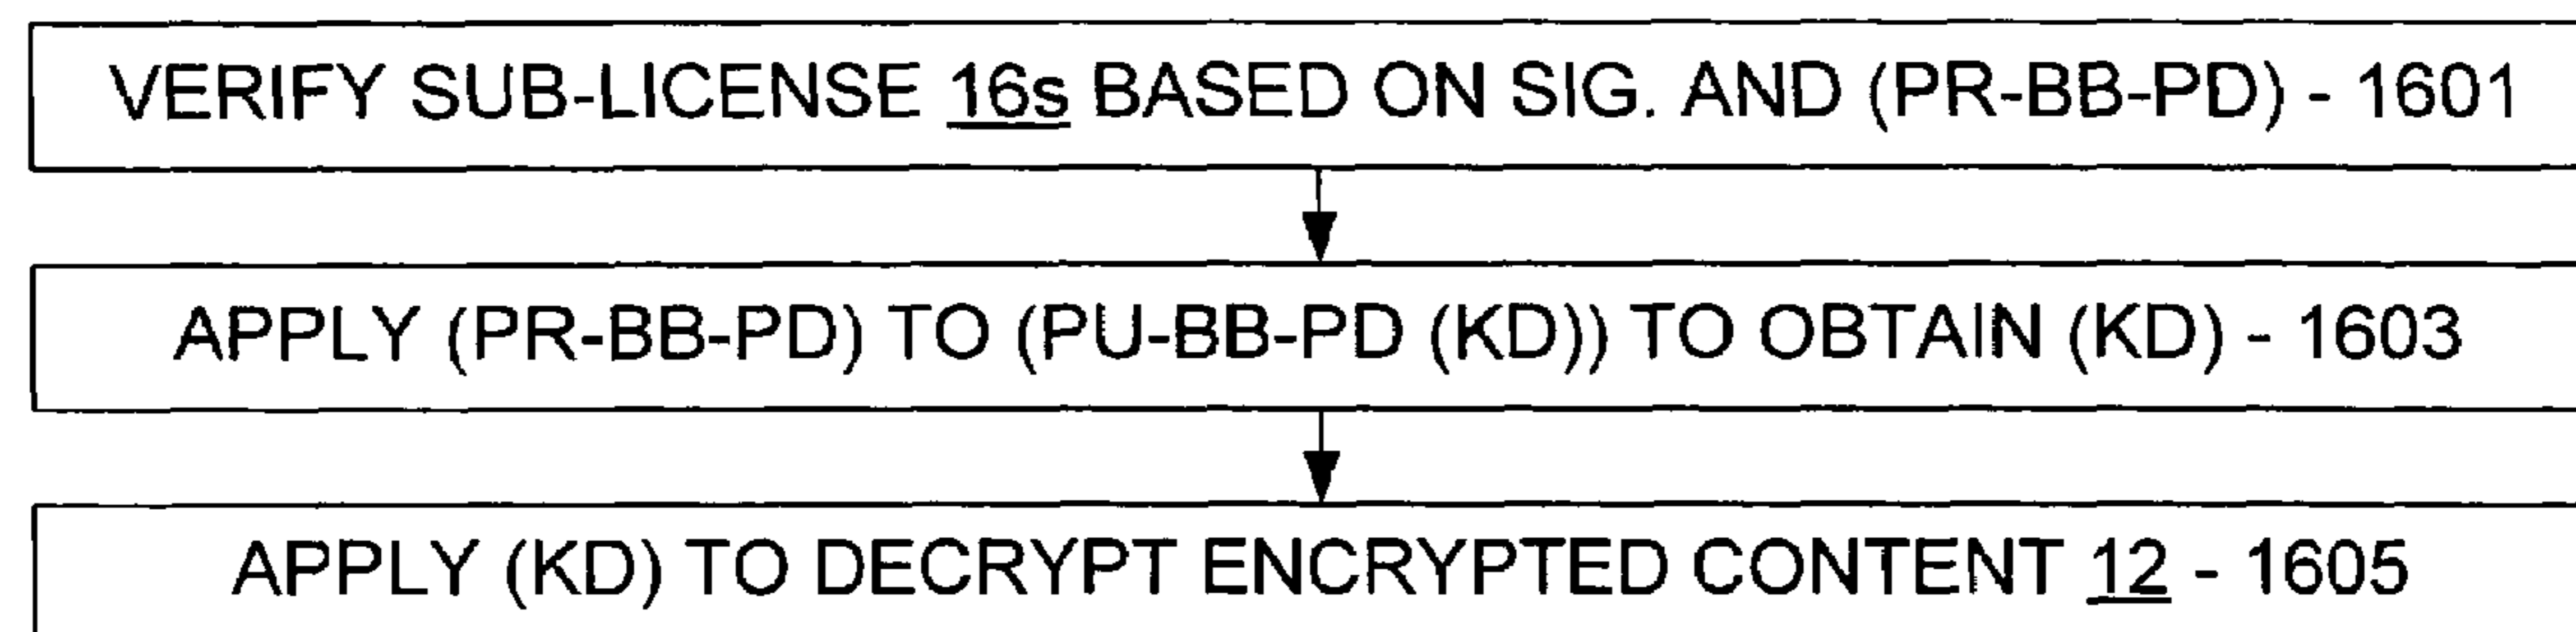 VERIFY SUB-LICENSE 16s BASED ON SIG. AND (PR-BB-PD) - 1601
APPLY (PR-BB-PD) TO (PU-BB-PD (KD)) TO OBTAIN (KD) - 1603
APPLY (KD) TO DECRYPT ENCRYPTED CONTENT 12 - 1605